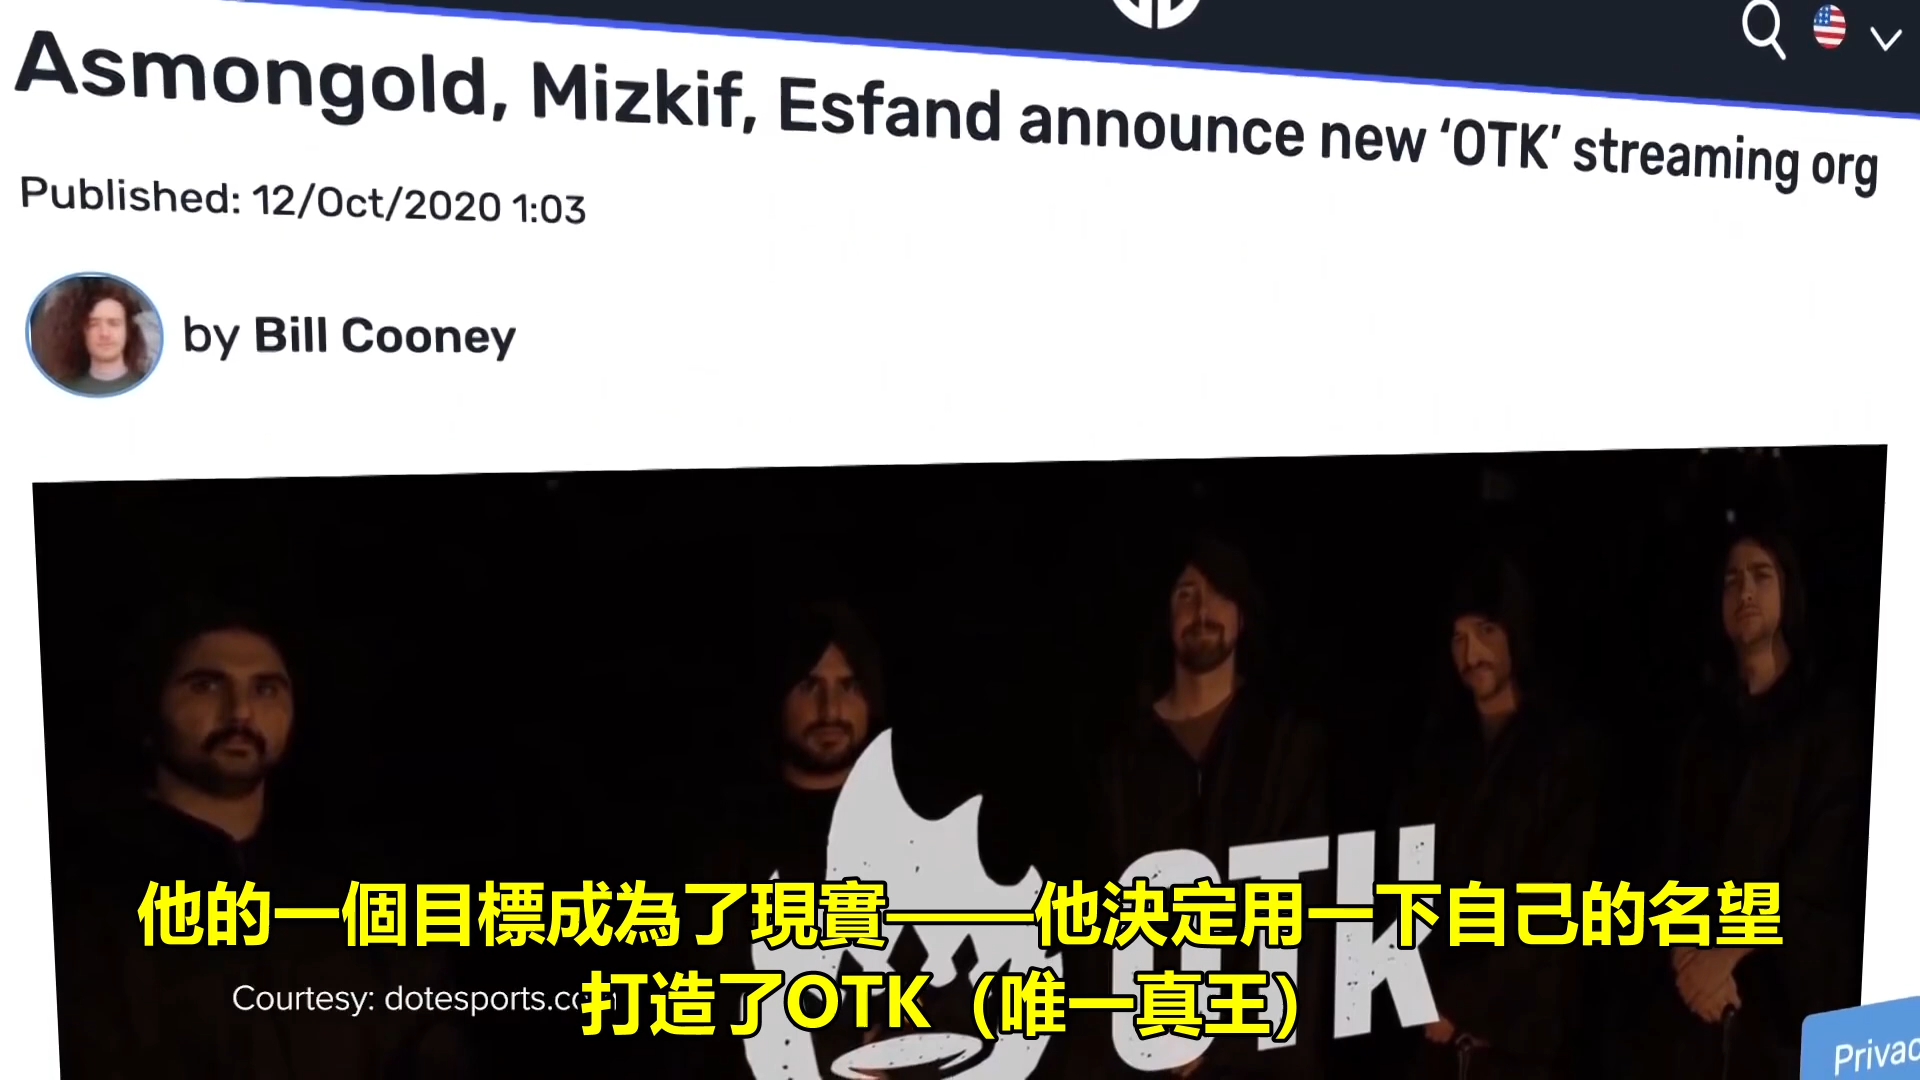 Asmongold, Mizkif, Esfand announce new ‘OTK’ streaming org
Published: 12/Oct/2020 1:03
by Bill Cooney
OTK
他的一個目標成為了現實——他決定用一下自己的名望
打造了OTK（唯一真王）
Courtesy: dotesports.com
Privac